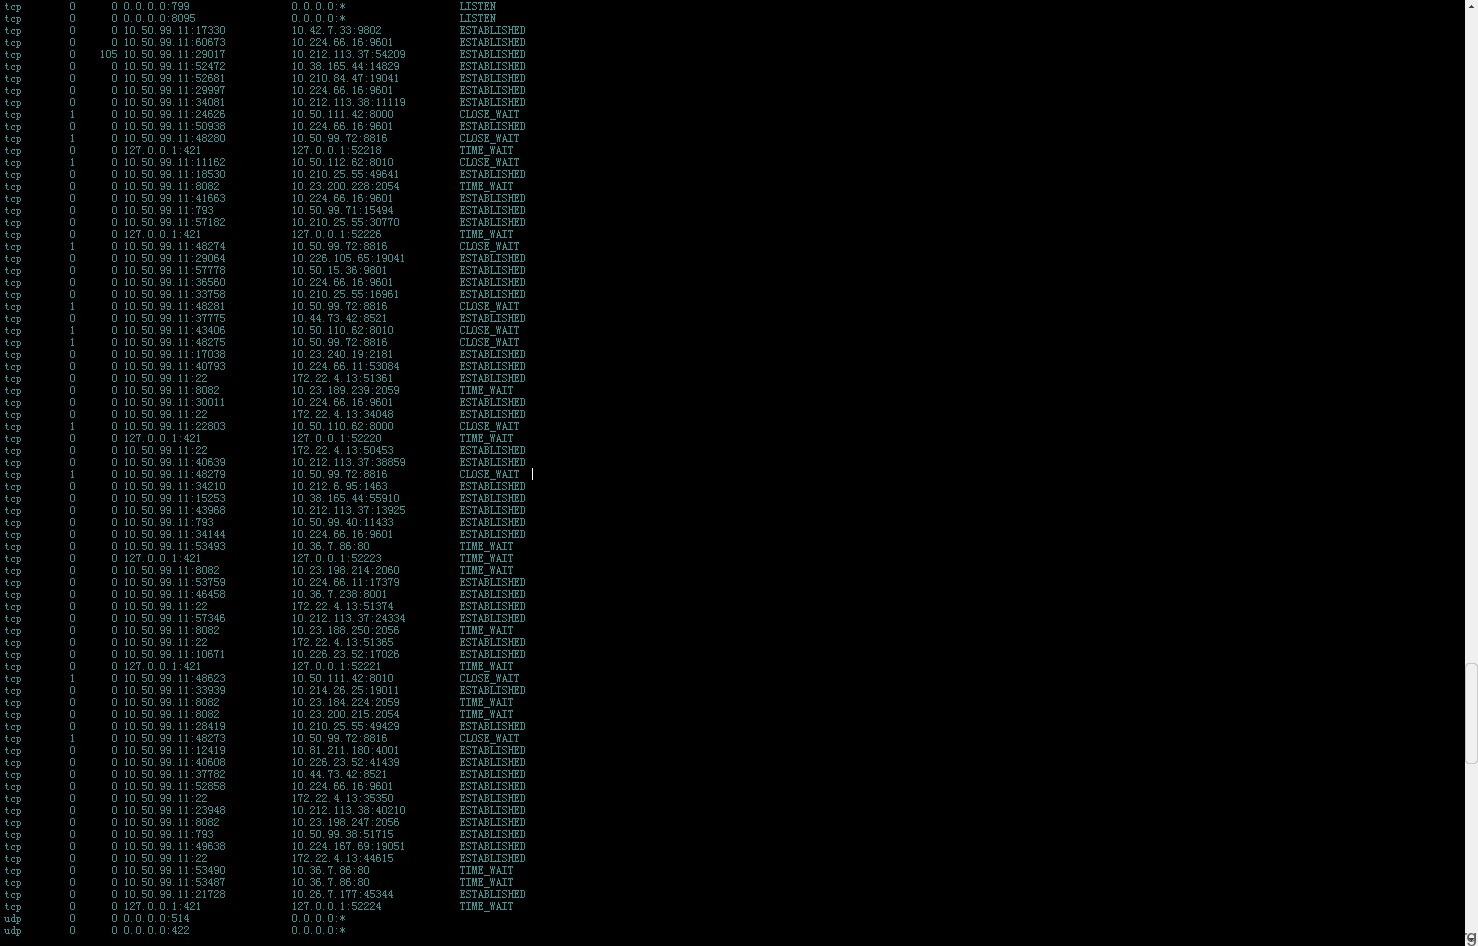 tcp 0 0 0.0.0.0:799 0.0.0.0:* LISTEN
tcp 0 0 0.0.0.0:8095 0.0.0.0:* LISTEN
tcp 0 0 10.50.99.11:17330 10.42.7.33:9802 ESTABLISHED
tcp 0 0 10.50.99.11:60673 10.224.66.16:9601 ESTABLISHED
tcp 0 105 10.50.99.11:29017 10.212.113.37:54209 ESTABLISHED
tcp 0 0 10.50.99.11:52472 10.38.165.44:14829 ESTABLISHED
tcp 0 0 10.50.99.11:52681 10.210.84.47:19041 ESTABLISHED
tcp 0 0 10.50.99.11:29997 10.224.66.16:9601 ESTABLISHED
tcp 0 0 10.50.99.11:34081 10.212.113.38:11119 ESTABLISHED
tcp 1 0 10.50.99.11:24626 10.50.111.42:8000 CLOSE_WAIT
tcp 0 0 10.50.99.11:50938 10.224.66.16:9601 ESTABLISHED
tcp 1 0 10.50.99.11:48280 10.50.99.72:8816 CLOSE_WAIT
tcp 0 0 127.0.0.1:421 127.0.0.1:52218 TIME_WAIT
tcp 1 0 10.50.99.11:11162 10.50.112.62:8010 CLOSE_WAIT
tcp 0 0 10.50.99.11:18530 10.210.25.55:49641 ESTABLISHED
tcp 0 0 10.50.99.11:8082 10.23.200.228:2054 TIME_WAIT
tcp 0 0 10.50.99.11:41663 10.224.66.16:9601 ESTABLISHED
tcp 0 0 10.50.99.11:793 10.50.99.71:15494 ESTABLISHED
tcp 0 0 10.50.99.11:57182 10.210.25.55:30770 ESTABLISHED
tcp 0 0 127.0.0.1:421 127.0.0.1:52226 TIME_WAIT
tcp 1 0 10.50.99.11:48274 10.50.99.72:8816 CLOSE_WAIT
tcp 0 0 10.50.99.11:29064 10.226.105.65:19041 ESTABLISHED
tcp 0 0 10.50.99.11:57778 10.50.15.36:9801 ESTABLISHED
tcp 0 0 10.50.99.11:36560 10.224.66.16:9601 ESTABLISHED
tcp 0 0 10.50.99.11:33758 10.210.25.55:16961 ESTABLISHED
tcp 1 0 10.50.99.11:48281 10.50.99.72:8816 CLOSE_WAIT
tcp 0 0 10.50.99.11:37775 10.44.73.42:8521 ESTABLISHED
tcp 1 0 10.50.99.11:43406 10.50.110.62:8010 CLOSE_WAIT
tcp 1 0 10.50.99.11:48275 10.50.99.72:8816 CLOSE_WAIT
tcp 0 0 10.50.99.11:17038 10.23.240.19:2181 ESTABLISHED
tcp 0 0 10.50.99.11:40793 10.224.66.11:53084 ESTABLISHED
tcp 0 0 10.50.99.11:22 172.22.4.13:51361 ESTABLISHED
tcp 0 0 10.50.99.11:8082 10.23.189.239:2059 TIME_WAIT
tcp 0 0 10.50.99.11:30011 10.224.66.16:9601 ESTABLISHED
tcp 0 0 10.50.99.11:22 172.22.4.13:34048 ESTABLISHED
tcp 1 0 10.50.99.11:22803 10.50.110.62:8000 CLOSE_WAIT
tcp 0 0 127.0.0.1:421 127.0.0.1:52220 TIME_WAIT
tcp 0 0 10.50.99.11:22 172.22.4.13:50453 ESTABLISHED
tcp 0 0 10.50.99.11:40639 10.212.113.37:38859 ESTABLISHED
tcp 1 0 10.50.99.11:48279 10.50.99.72:8816 CLOSE_WAIT
tcp 0 0 10.50.99.11:34210 10.212.6.95:1463 ESTABLISHED
tcp 0 0 10.50.99.11:15253 10.38.165.44:55910 ESTABLISHED
tcp 0 0 10.50.99.11:43968 10.212.113.37:13925 ESTABLISHED
tcp 0 0 10.50.99.11:793 10.50.99.40:11433 ESTABLISHED
tcp 0 0 10.50.99.11:34144 10.224.66.16:9601 ESTABLISHED
tcp 0 0 10.50.99.11:53493 10.36.7.86:80 TIME_WAIT
tcp 0 0 127.0.0.1:421 127.0.0.1:52223 TIME_WAIT
tcp 0 0 10.50.99.11:8082 10.23.198.214:2060 TIME_WAIT
tcp 0 0 10.50.99.11:53759 10.224.66.11:17379 ESTABLISHED
tcp 0 0 10.50.99.11:46458 10.36.7.238:8001 ESTABLISHED
tcp 0 0 10.50.99.11:22 172.22.4.13:51374 ESTABLISHED
tcp 0 0 10.50.99.11:57346 10.212.113.37:24334 ESTABLISHED
tcp 0 0 10.50.99.11:8082 10.23.188.250:2056 TIME_WAIT
tcp 0 0 10.50.99.11:22 172.22.4.13:51365 ESTABLISHED
tcp 0 0 10.50.99.11:10671 10.226.23.52:17026 ESTABLISHED
tcp 0 0 127.0.0.1:421 127.0.0.1:52221 TIME_WAIT
tcp 1 0 10.50.99.11:48623 10.50.111.42:8010 CLOSE_WAIT
tcp 0 0 10.50.99.11:33939 10.214.26.25:19011 ESTABLISHED
tcp 0 0 10.50.99.11:8082 10.23.184.224:2059 TIME_WAIT
tcp 0 0 10.50.99.11:8082 10.23.200.215:2054 TIME_WAIT
tcp 0 0 10.50.99.11:28419 10.210.25.55:49429 ESTABLISHED
tcp 1 0 10.50.99.11:48273 10.50.99.72:8816 CLOSE_WAIT
tcp 0 0 10.50.99.11:12419 10.81.211.180:4001 ESTABLISHED
tcp 0 0 10.50.99.11:40608 10.226.23.52:41439 ESTABLISHED
tcp 0 0 10.50.99.11:37782 10.44.73.42:8521 ESTABLISHED
tcp 0 0 10.50.99.11:52858 10.224.66.16:9601 ESTABLISHED
tcp 0 0 10.50.99.11:22 172.22.4.13:35350 ESTABLISHED
tcp 0 0 10.50.99.11:23948 10.212.113.38:40210 ESTABLISHED
tcp 0 0 10.50.99.11:8082 10.23.198.247:2056 ESTABLISHED
tcp 0 0 10.50.99.11:793 10.50.99.38:51715 ESTABLISHED
tcp 0 0 10.50.99.11:49638 10.224.167.69:19051 ESTABLISHED
tcp 0 0 10.50.99.11:22 172.22.4.13:44615 ESTABLISHED
tcp 0 0 10.50.99.11:53490 10.36.7.86:80 TIME_WAIT
tcp 0 0 10.50.99.11:53487 10.36.7.86:80 TIME_WAIT
tcp 0 0 10.50.99.11:21728 10.26.7.177:45344 ESTABLISHED
tcp 0 0 127.0.0.1:421 127.0.0.1:52224 TIME_WAIT
udp 0 0 0.0.0.0:514 0.0.0.0:*
udp 0 0 0.0.0.0:422 0.0.0.0:*